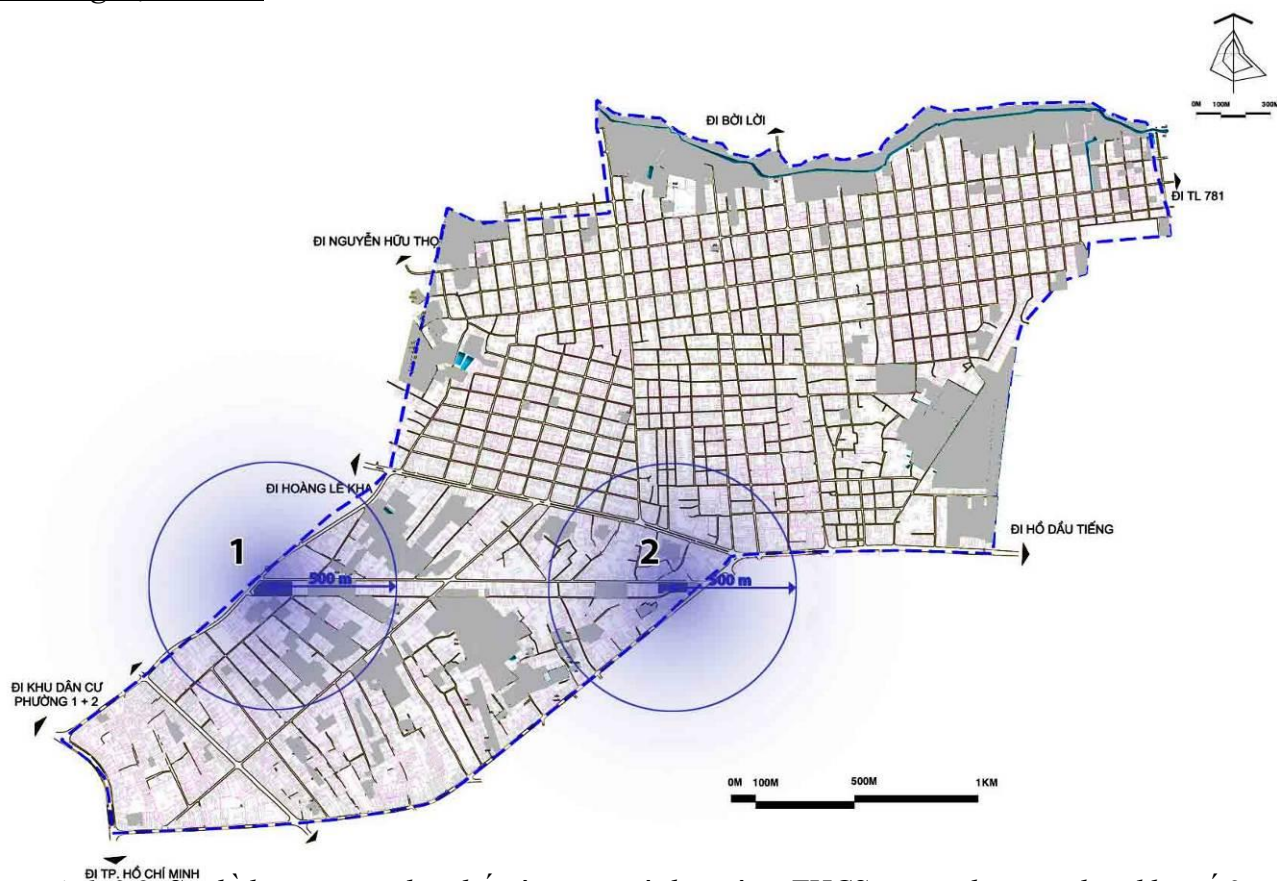 ĐI BỜI LỜI
0M 100M 300M
ĐI TL 781
ĐI NGUYỄN HỮU THỌ
ĐI HOÀNG LÊ KHA
ĐI HỒ DẦU TIẾNG
1
500 m
2
500 m
ĐI KHU DÂN CƯ
PHƯỜNG 1 + 2
0M 100M 500M 1KM
ĐI TP. HỒ CHÍ MINH